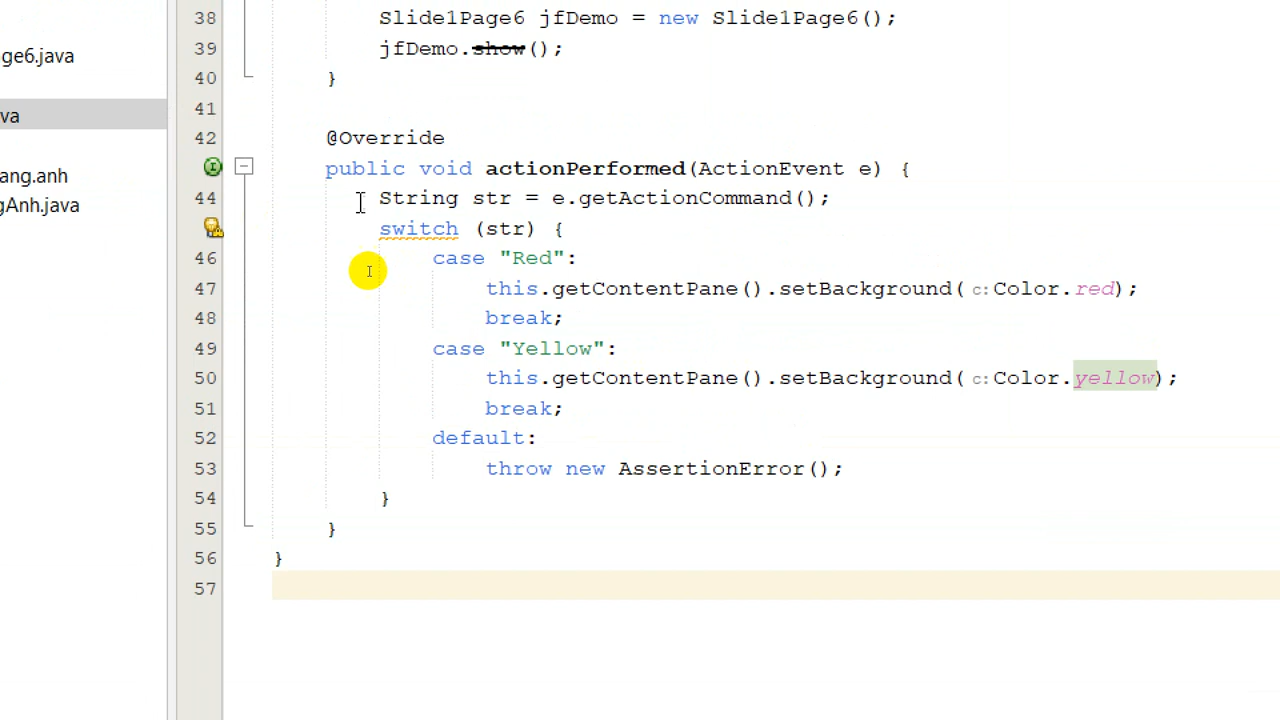 38 Slide1Page6 jfDemo = new Slide1Page6();
ge6.java
39 jfDemo.show();
40 }
41
va
42 @Override
public void actionPerformed(ActionEvent e) {
ang.anh
44 String str = e.getActionCommand();
gAnh.java
switch (str) {
46 case "Red":
47 this.getContentPane().setBackground( c: Color.red);
48 break;
49 case "Yellow":
50 this.getContentPane().setBackground( c: Color.yellow);
51 break;
52 default:
53 throw new AssertionError();
54 }
55 }
56 }
57